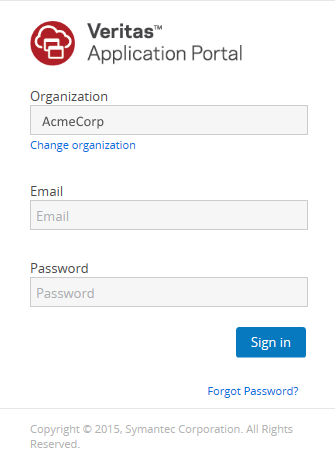 Veritas™
Application Portal
Organization
AcmeCorp
Change organization
Email
Email
Password
Password
Sign in
Forgot Password?
Copyright © 2015, Symantec Corporation. All Rights
Reserved.